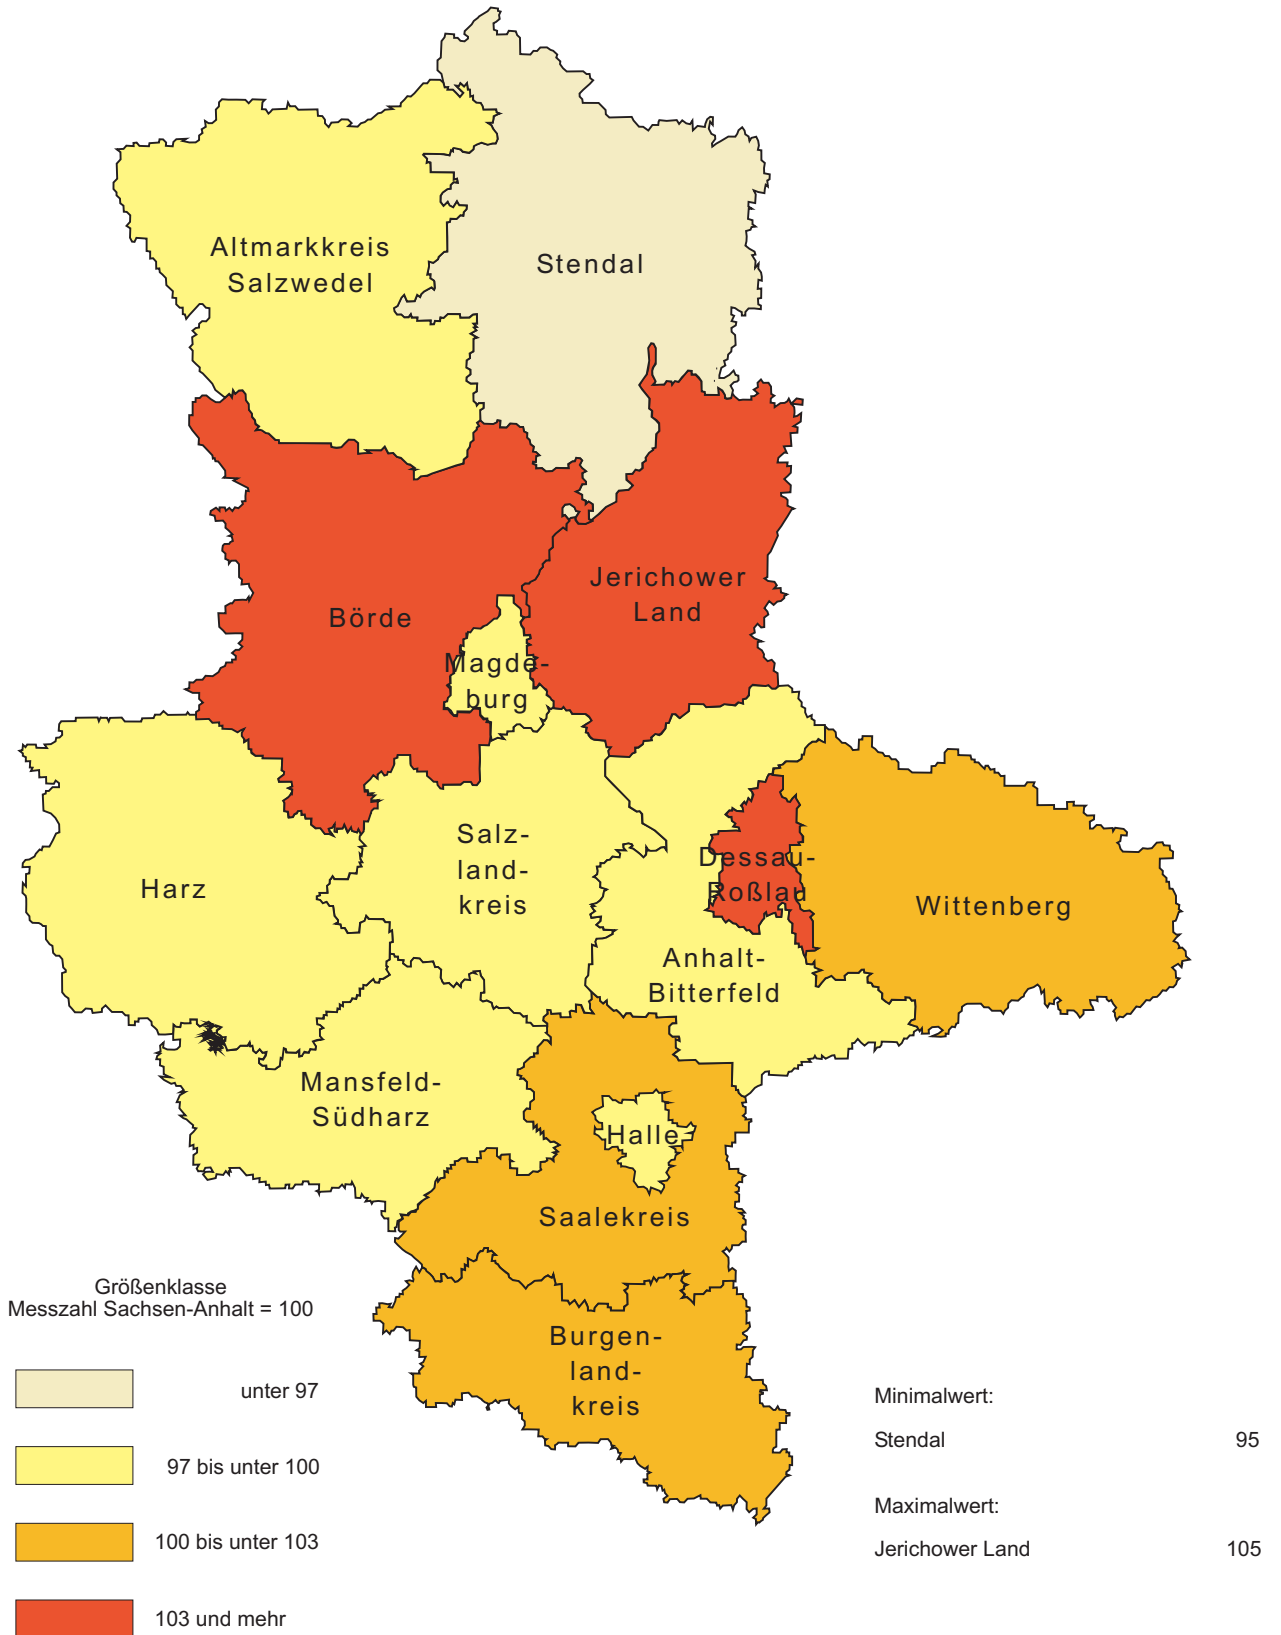 Altmarkkreis
Salzwedel
Stendal
Jerichower
Land
Börde
Magde-
burg
Salz-
land-
kreis
Harz
Dessau-
Roßlau
Wittenberg
Anhalt-
Bitterfeld
Mansfeld-
Südharz
Halle
Saalekreis
Burgen-
land-
kreis
Größenklasse
Messzahl Sachsen-Anhalt = 100
unter 97
97 bis unter 100
100 bis unter 103
103 und mehr
Minimalwert:
Stendal 95
Maximalwert:
Jerichower Land 105